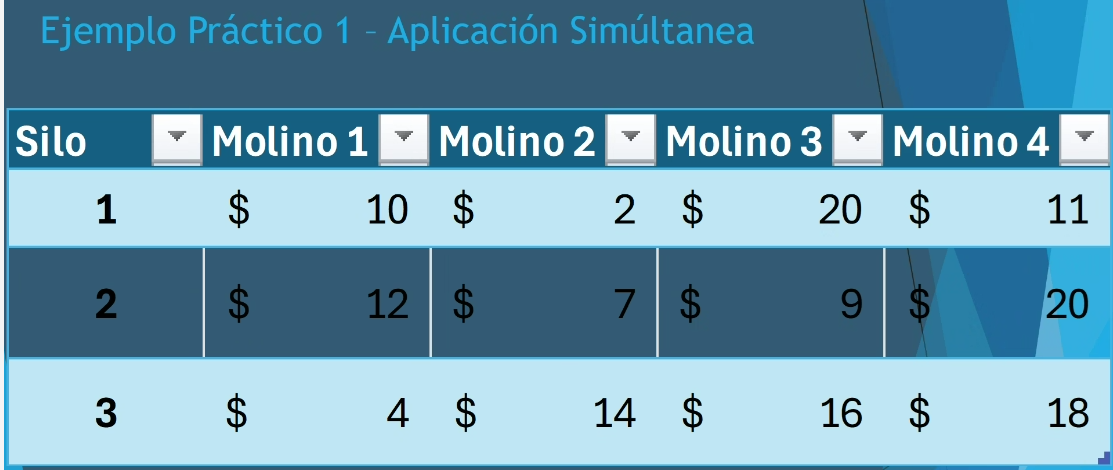 Ejemplo Práctico 1 – Aplicación Simúltanea
Silo Molino 1 Molino 2 Molino 3 Molino 4
1 $ 10 $ 2 $ 20 $ 11
2 $ 12 $ 7 $ 9 $ 20
3 $ 4 $ 14 $ 16 $ 18